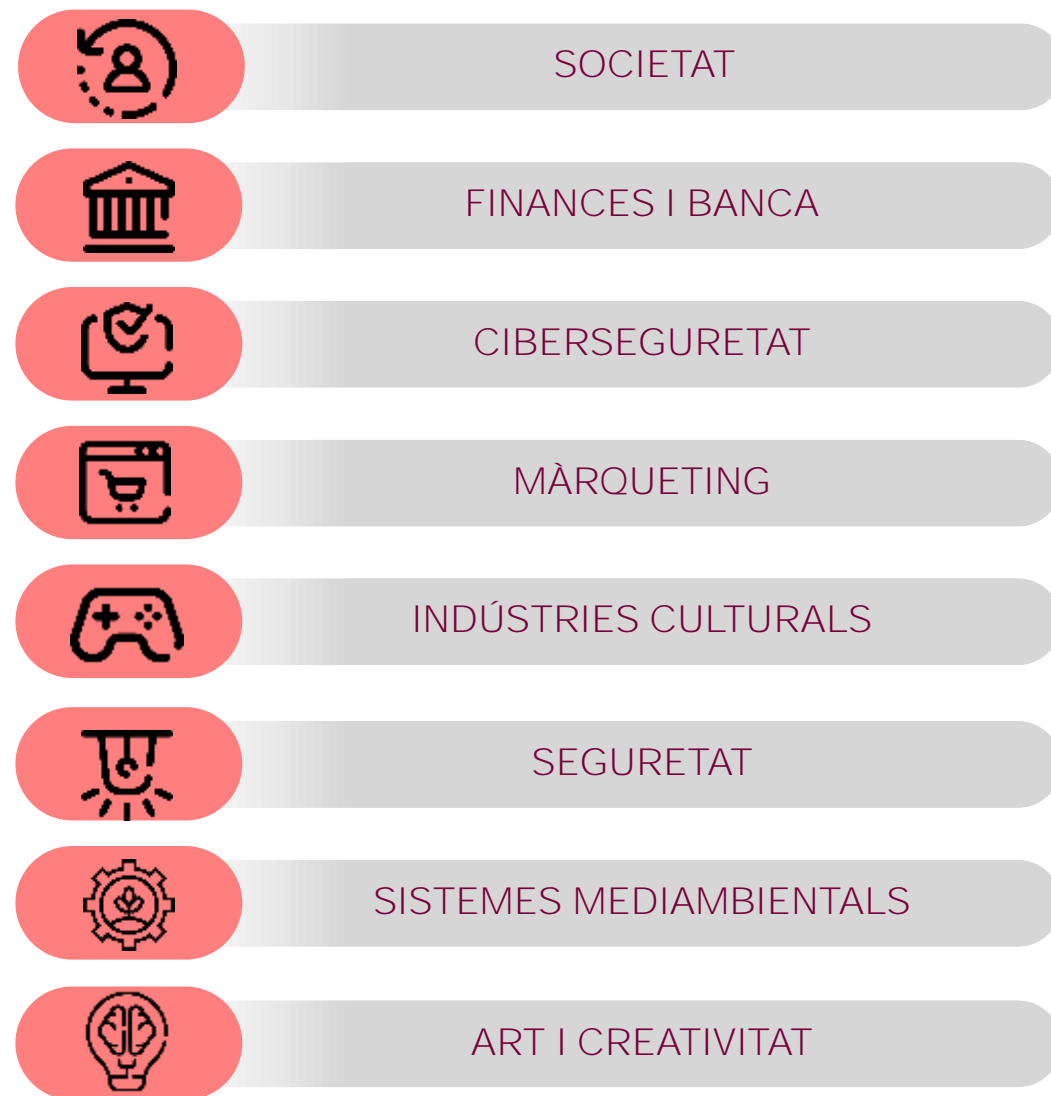 SOCIETAT
FINANCES I BANCA
CIBERSEGURETAT
MÀRQUETING
INDÚSTRIES CULTURALS
SEGURETAT
SISTEMES MEDIAMBIENTALS
ART I CREATIVITAT